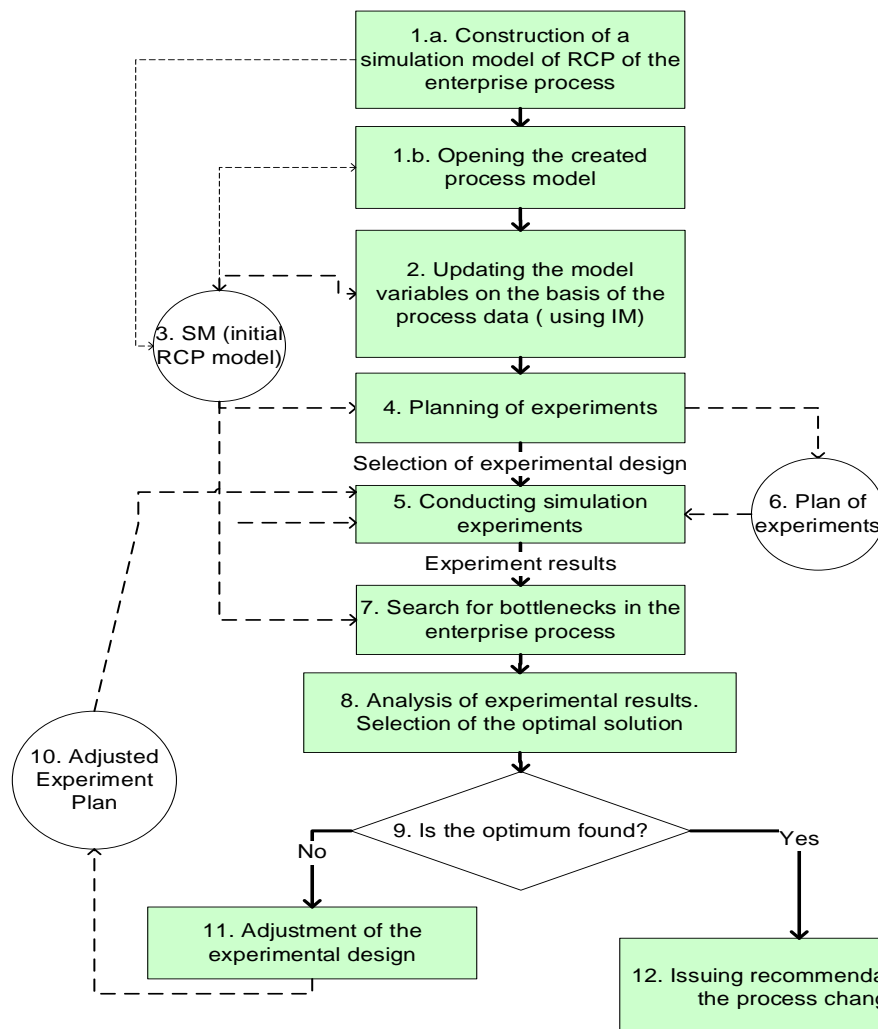 1.a. Construction of a
simulation model of RCP of the
enterprise process
1.b. Opening the created
process model
2. Updating the model
variables on the basis of the
process data ( using IM)
3. SM (initial
RCP model)
4. Planning of experiments
Selection of experimental design
5. Conducting simulation
experiments
6. Plan of
experiments
Experiment results
7. Search for bottlenecks in the
enterprise process
8. Analysis of experimental results.
Selection of the optimal solution
10. Adjusted
Experiment
Plan
9. Is the optimum found?
No
Yes
11. Adjustment of the
experimental design
12. Issuing
the process